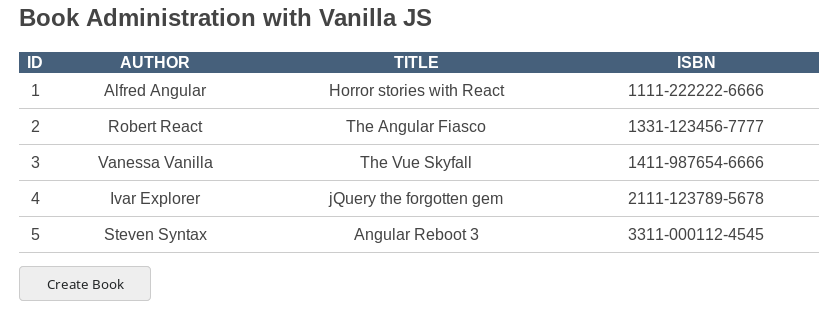 Book Administration with Vanilla JS
ID AUTHOR TITLE ISBN
1 Alfred Angular Horror stories with React 1111-222222-6666
2 Robert React The Angular Fiasco 1331-123456-7777
3 Vanessa Vanilla The Vue Skyfall 1411-987654-6666
4 Ivar Explorer jQuery the forgotten gem 2111-123789-5678
5 Steven Syntax Angular Reboot 3 3311-000112-4545
Create Book